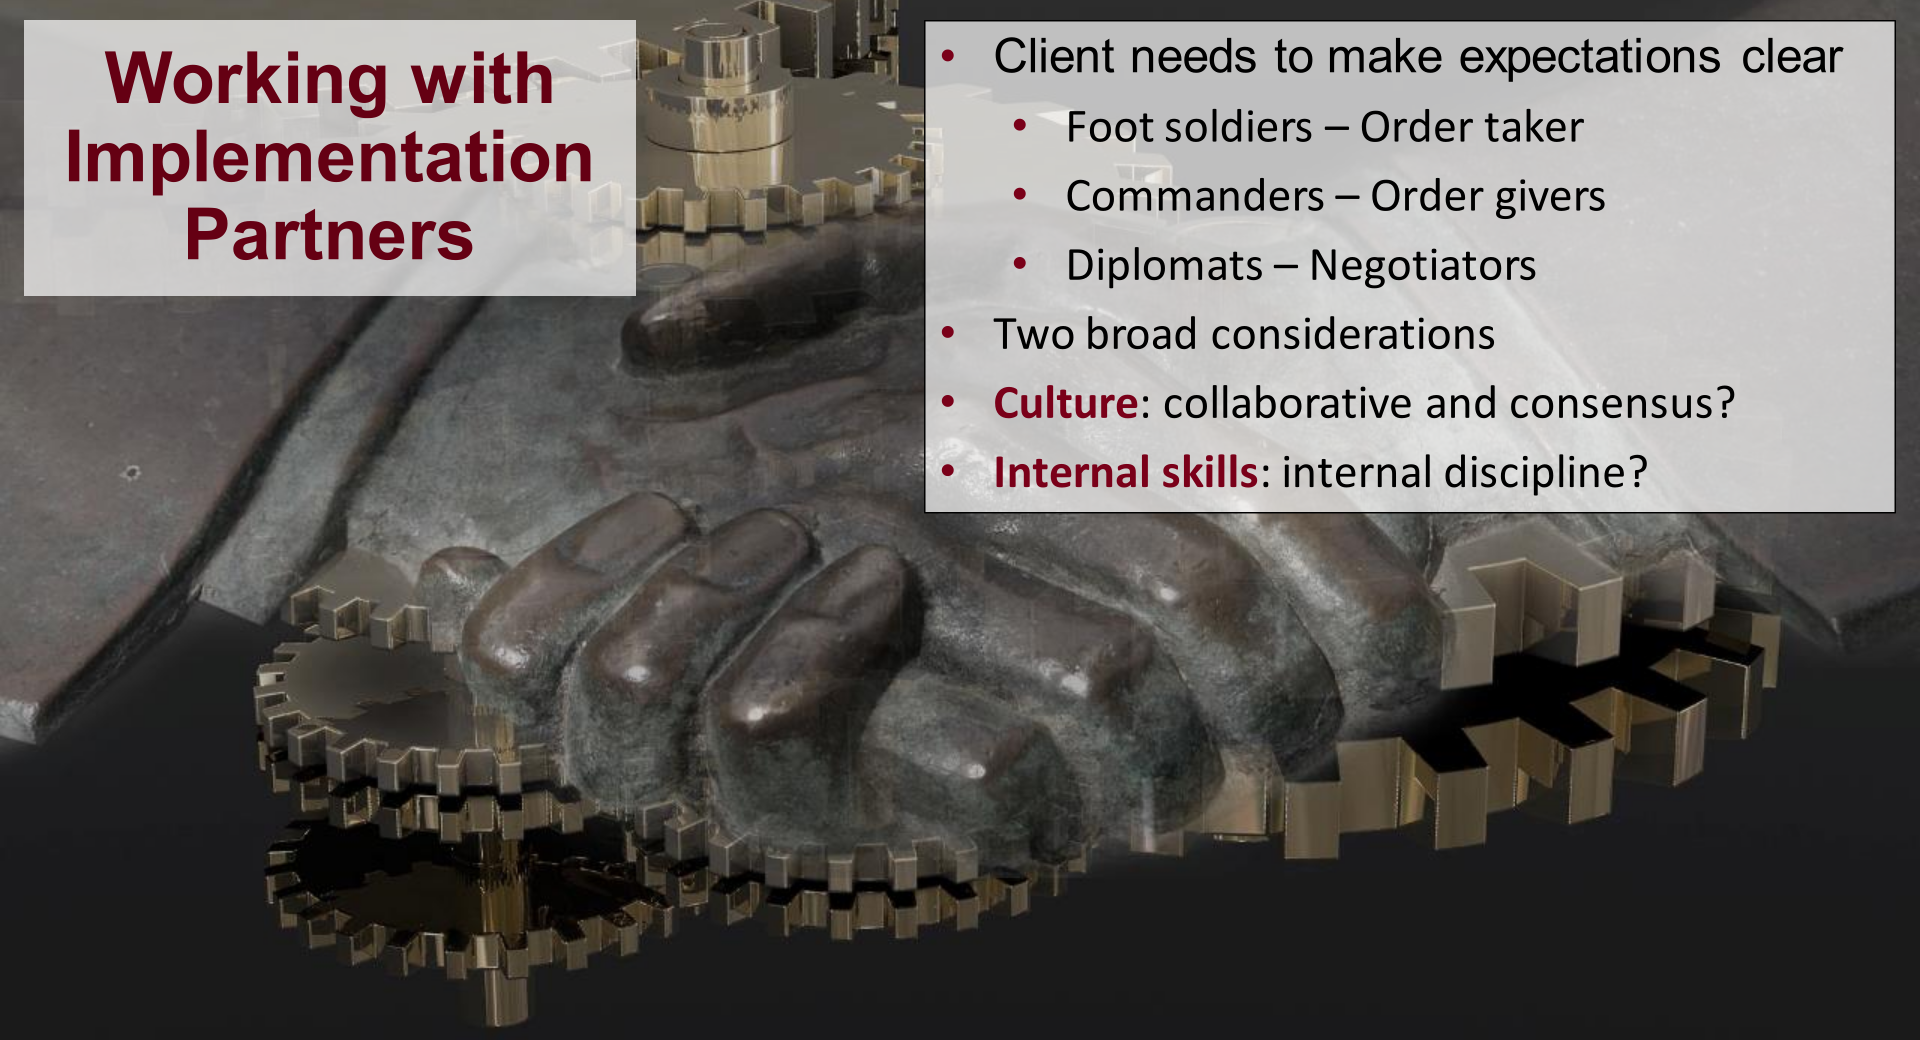 Working with
Implementation
Partners
• Client needs to make expectations clear
• Foot soldiers – Order taker
• Commanders – Order givers
• Diplomats – Negotiators
• Two broad considerations
• Culture: collaborative and consensus?
• Internal skills: internal discipline?